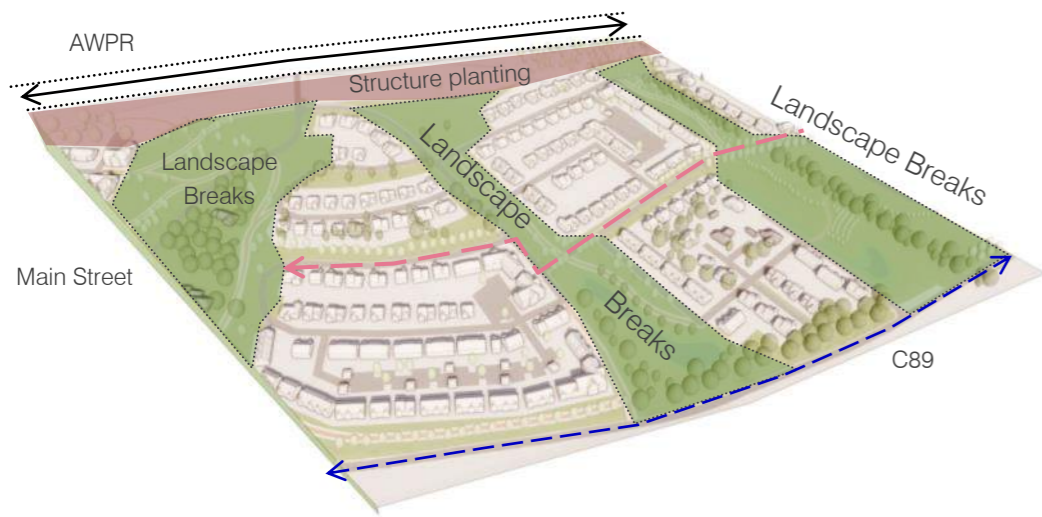 AWPR
Structure planting
Landscape
Breaks
Landscape
Breaks
Landscape Breaks
Main Street
C89